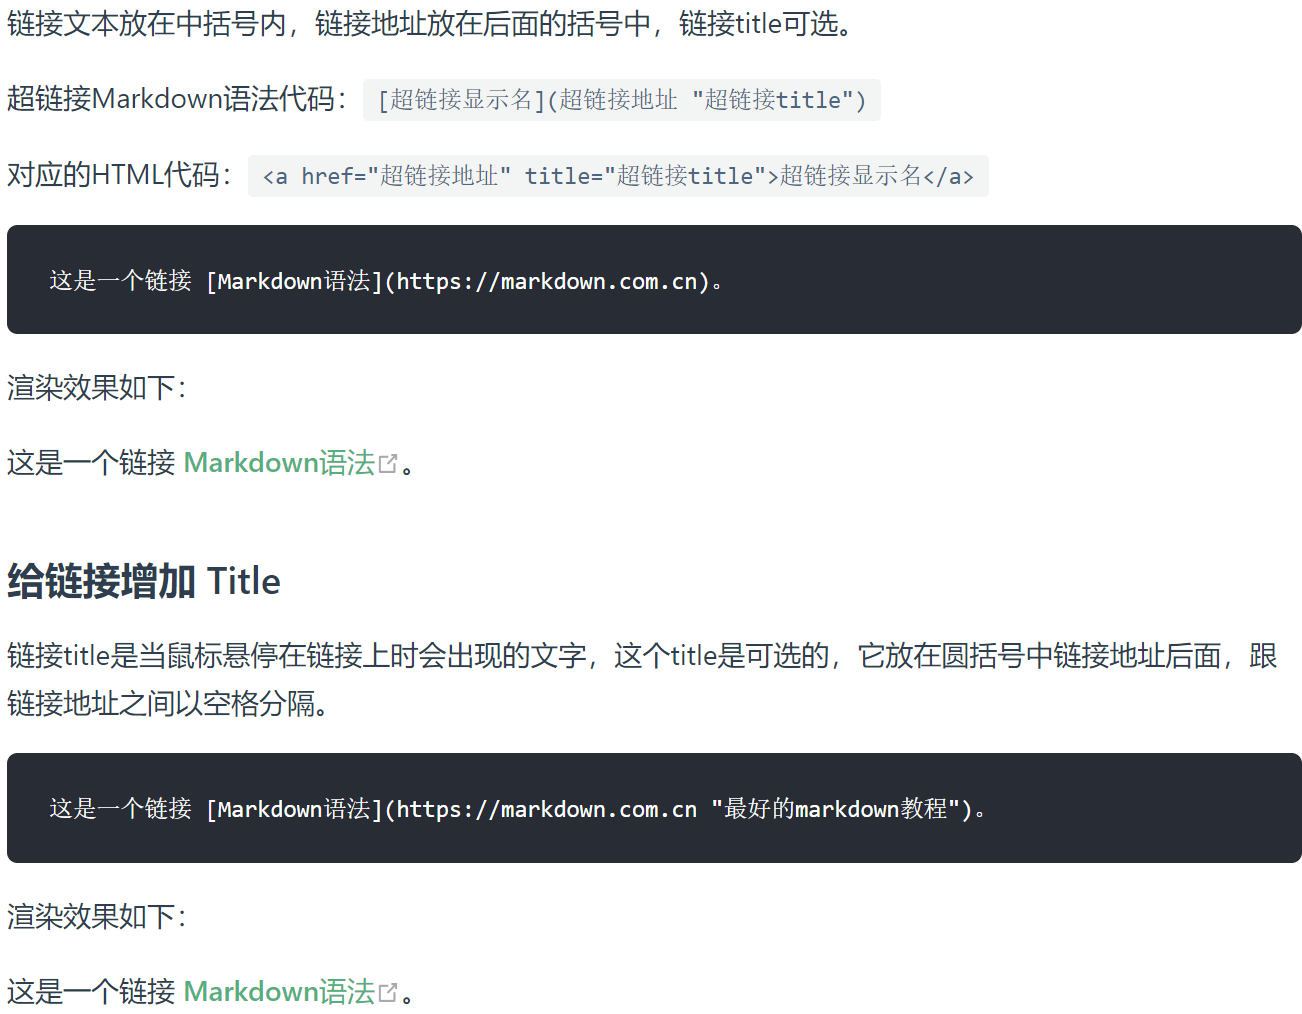 链接文本放在中括号内，链接地址放在后面的括号中，链接title可选。
超链接Markdown语法代码：[超链接显示名](超链接地址 "超链接title")
对应的HTML代码：<a href="超链接地址" title="超链接title">超链接显示名</a>
这是一个链接 [Markdown语法](https://markdown.com.cn)。
渲染效果如下：
这是一个链接 Markdown语法。
给链接增加 Title
链接title是当鼠标悬停在链接上时会出现的文字，这个title是可选的，它放在圆括号中链接地址后面，跟
链接地址之间以空格分隔。
这是一个链接 [Markdown语法](https://markdown.com.cn "最好的markdown教程")。
渲染效果如下：
这是一个链接 Markdown语法。